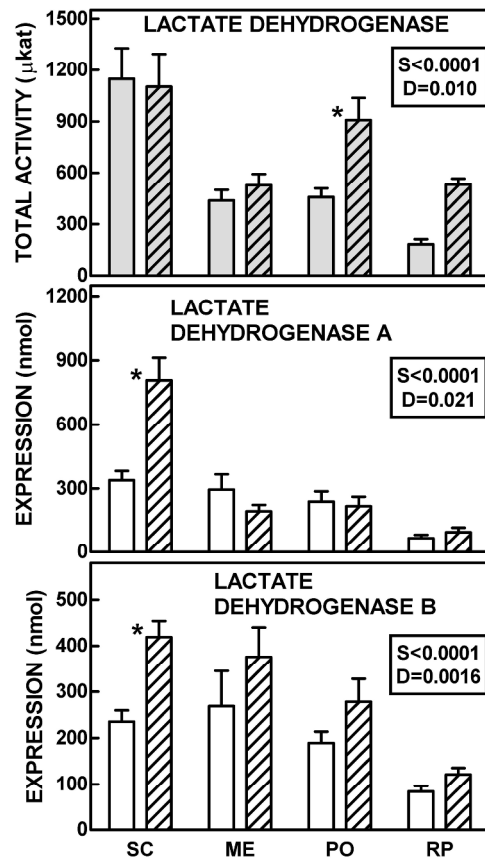 LACTATE DEHYDROGENASE
S<0.0001
D=0.010
TOTAL ACTIVITY (μkat)
1500
1200
900
600
300
0
*
LACTATE
DEHYDROGENASE A
S<0.0001
D=0.021
EXPRESSION (nmol)
1200
900
600
300
0
*
LACTATE
DEHYDROGENASE B
S<0.0001
D=0.0016
EXPRESSION (nmol)
500
400
300
200
100
0
*
SC ME PO RP